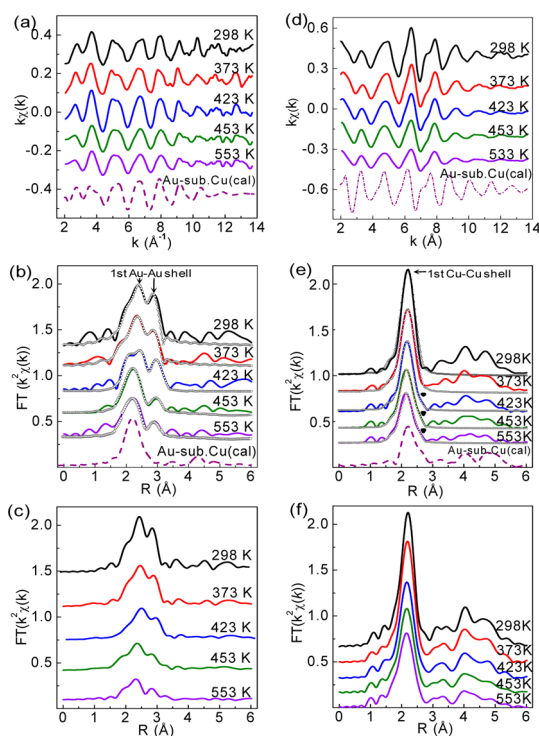 (a)
kχ(k)
0.4
0.2
0.0
-0.2
-0.4
298 K
373 K
423 K
453 K
553 K
Au-sub.Cu(cal)
2 4 6 8 10 12 14
k (Å⁻¹)
(d)
kχ(k)
0.6
0.3
0.0
-0.3
-0.6
298 K
373 K
423 K
453 K
533 K
Au-sub.Cu(cal)
2 4 6 8 10 12 14
k (Å)
(b)
FT(k²χ(k))
2.0
1.5
1.0
0.5
1st Au-Au shell
298 K
373 K
423 K
453 K
553 K
Au-sub.Cu(cal)
0 1 2 3 4 5 6
R (Å)
(e)
FT(k²χ(k))
2.0
1.5
1.0
0.5
1st Cu-Cu shell
298K
373K
423K
453K
553K
Au-sub.Cu(cal)
0 1 2 3 4 5 6
R (Å)
(c)
FT(k²χ(k)
2.0
1.5
0.5
298 K
373 K
423 K
453 K
553 K
0 1 2 3 4 5 6
R (Å)
(f)
FT(k²χ(k))
2.0
1.5
1.0
0.5
298K
373K
423K
453K
553K
0 1 2 3 4 5 6
R (Å)